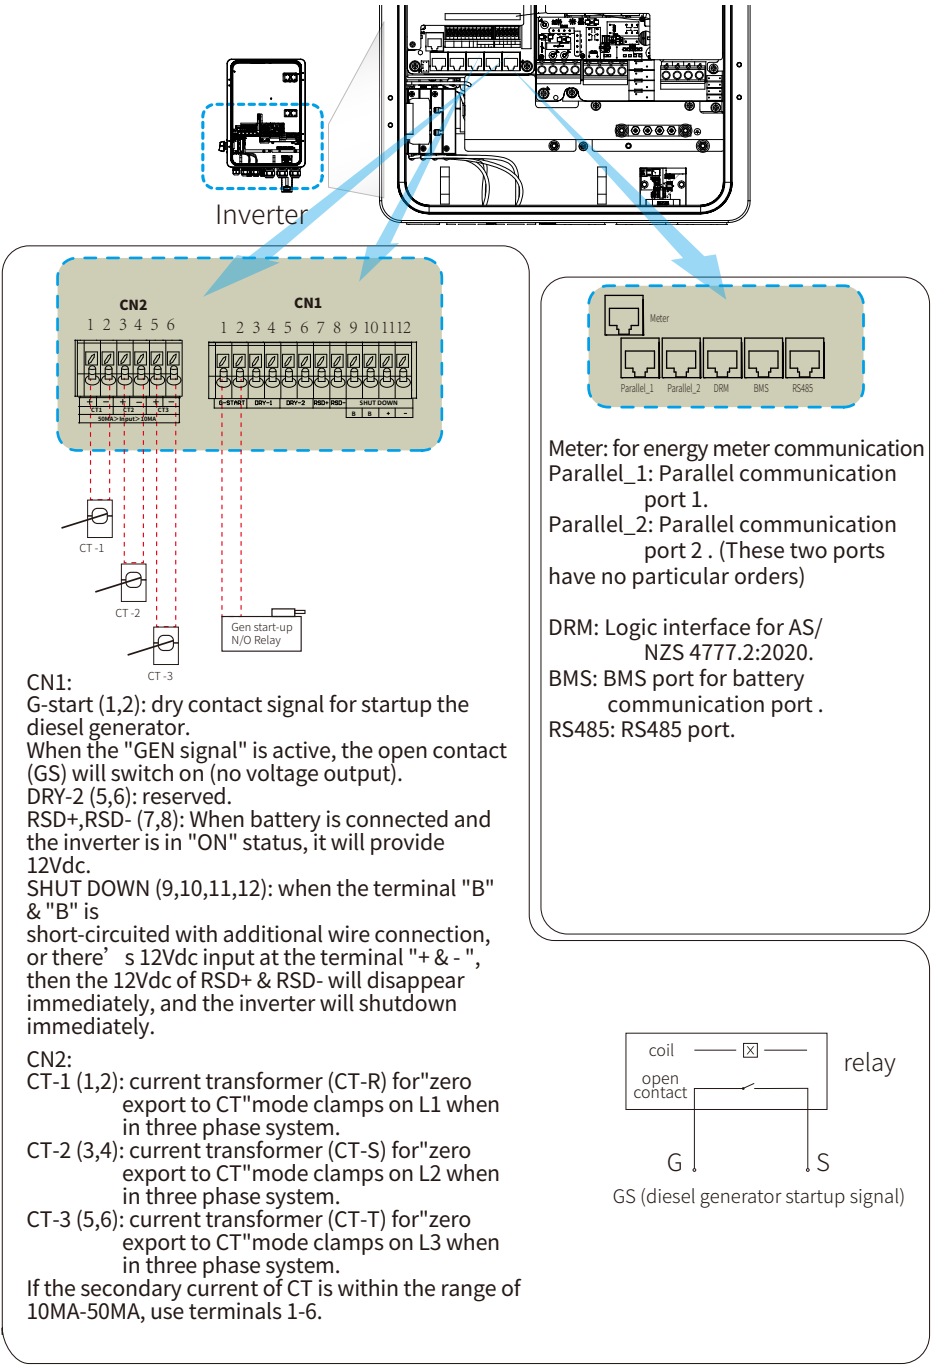 Inverter
CN2
CN1
1 2 3 4 5 6
1 2 3 4 5 6 7 8 9 10 11 12
+ - + - + -
CT1 CT2 CT3
50MA>Input>10MA
G-START DRY-1 DRY-2 RSD+ RSD- SHUT DOWN
B B + -
CT -1
CT -2
CT -3
Gen start-up
N/O Relay
CN1:
G-start (1,2): dry contact signal for startup the
diesel generator.
When the "GEN signal" is active, the open contact
(GS) will switch on (no voltage output).
DRY-2 (5,6): reserved.
RSD+,RSD- (7,8): When battery is connected and
the inverter is in "ON" status, it will provide
12Vdc.
SHUT DOWN (9,10,11,12): when the terminal "B"
& "B" is
short-circuited with additional wire connection,
or there’s 12Vdc input at the terminal "+ & - ",
then the 12Vdc of RSD+ & RSD- will disappear
immediately, and the inverter will shutdown
immediately.
CN2:
CT-1 (1,2): current transformer (CT-R) for"zero
export to CT"mode clamps on L1 when
in three phase system.
CT-2 (3,4): current transformer (CT-S) for"zero
export to CT"mode clamps on L2 when
in three phase system.
CT-3 (5,6): current transformer (CT-T) for"zero
export to CT"mode clamps on L3 when
in three phase system.
If the secondary current of CT is within the range of
10MA-50MA, use terminals 1-6.
Meter
Parallel_1 Parallel_2 DRM BMS RS485
Meter: for energy meter communication
Parallel_1: Parallel communication
port 1.
Parallel_2: Parallel communication
port 2 . (These two ports
have no particular orders)
DRM: Logic interface for AS/
NZS 4777.2:2020.
BMS: BMS port for battery
communication port .
RS485: RS485 port.
coil
open
contact
relay
G
S
GS (diesel generator startup signal)